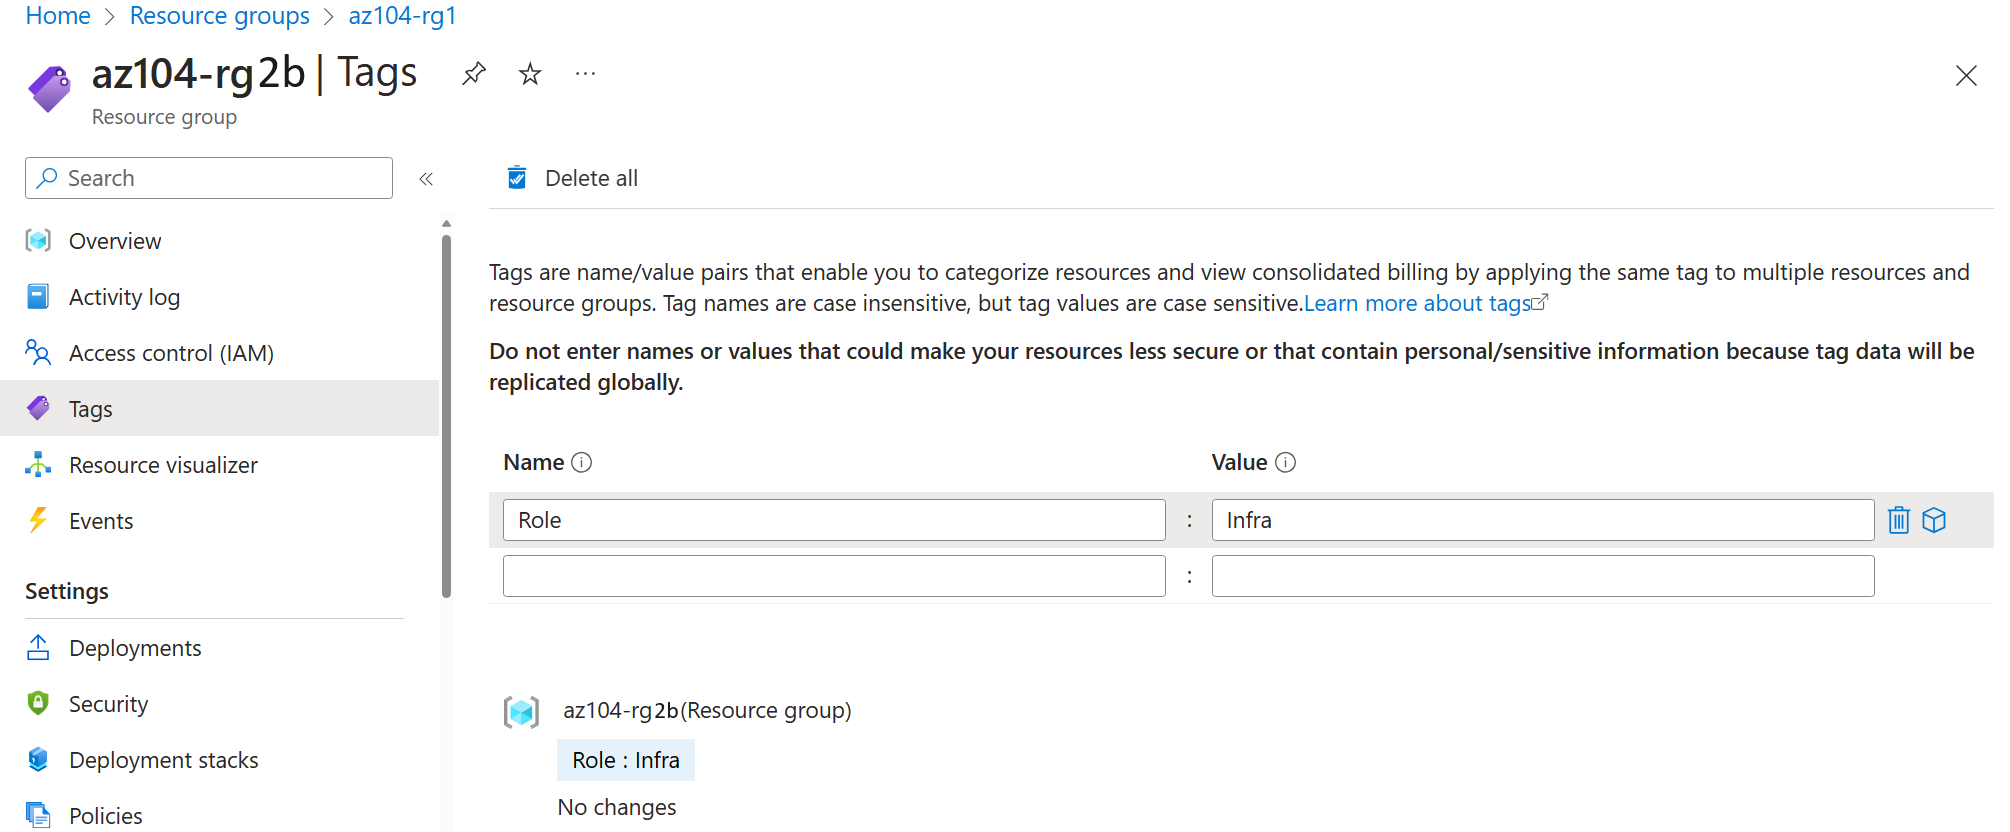 Home > Resource groups > az104-rg1
az104-rg2b | Tags
Resource group
Search
Delete all
Overview
Activity log
Access control (IAM)
Tags
Resource visualizer
Events
Settings
Deployments
Security
Deployment stacks
Policies
Tags are name/value pairs that enable you to categorize resources and view consolidated billing by applying the same tag to multiple resources and
resource groups. Tag names are case insensitive, but tag values are case sensitive.Learn more about tags
Do not enter names or values that could make your resources less secure or that contain personal/sensitive information because tag data will be
replicated globally.
Name Value
Role : Infra
:
az104-rg2b(Resource group)
Role : Infra
No changes